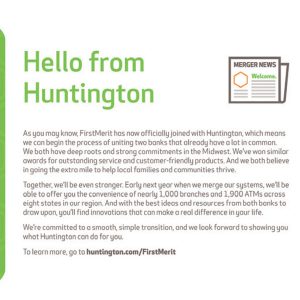 Hello from
Huntington
MERGER NEWS
Welcome.
As you may know, FirstMerit has now officially joined with Huntington, which means
we can begin the process of uniting two banks that already have a lot in common.
We both have deep roots and strong commitments in the Midwest. We've won similar
awards for outstanding service and customer-friendly products. And we both believe
in going the extra mile to help local families and communities thrive.
Together, we'll be even stronger. Early next year when we merge our systems, we'll be
able to offer you the convenience of nearly 1,000 branches and 1,900 ATMs across
eight states in our region. And with the best ideas and resources from both banks to
draw upon, you'll find innovations that can make a real difference in your life.
We're committed to a smooth, simple transition, and we look forward to showing you
what Huntington can do for you.
To learn more, go to huntington.com/FirstMerit